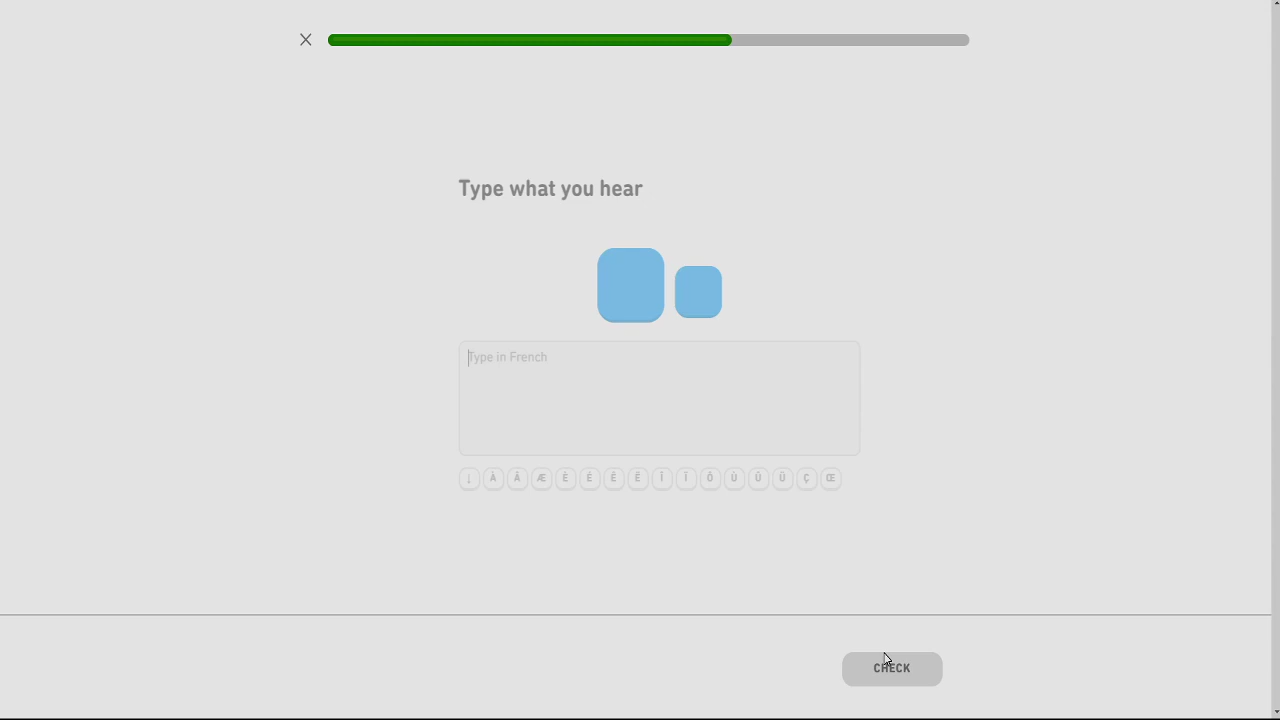 Type what you hear
Type in French
↓ À Â Æ È É Ê Ë Î Ï Ô Ù Û Ü Ç Œ
CHECK